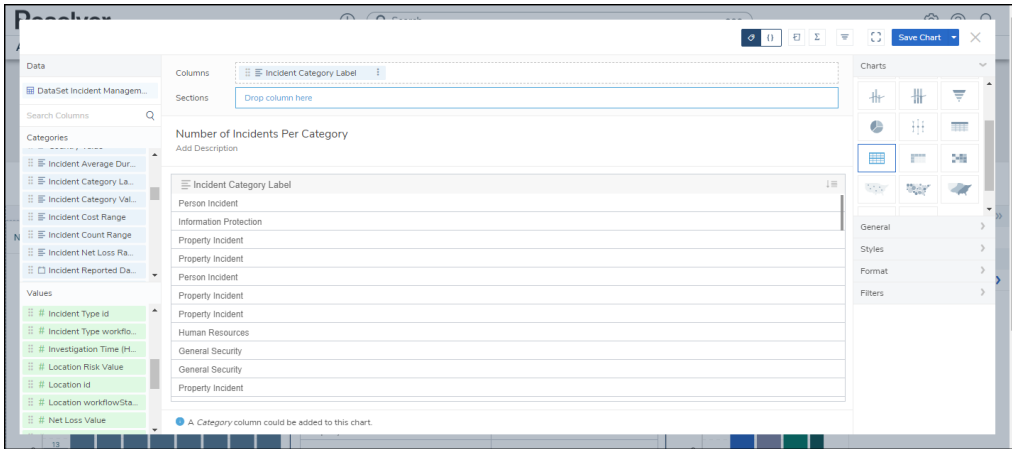 Resolver
Search
Save Chart
Data
DataSet Incident Managem...
Search Columns
Categories
Incident Average Dur...
Incident Category La...
Incident Category Val...
Incident Cost Range
Incident Count Range
Incident Net Loss Ra...
Incident Reported Da...
Values
# Incident Type id
# Incident Type workflo...
# Investigation Time (H...
# Location Risk Value
# Location id
# Location workflowSta...
# Net Loss Value
Columns
Incident Category Label
Sections
Drop column here
Number of Incidents Per Category
Add Description
Incident Category Label
Person Incident
Information Protection
Property Incident
Property Incident
Person Incident
Property Incident
Property Incident
Human Resources
General Security
General Security
Property Incident
A Category column could be added to this chart.
Charts
General
Styles
Format
Filters
13